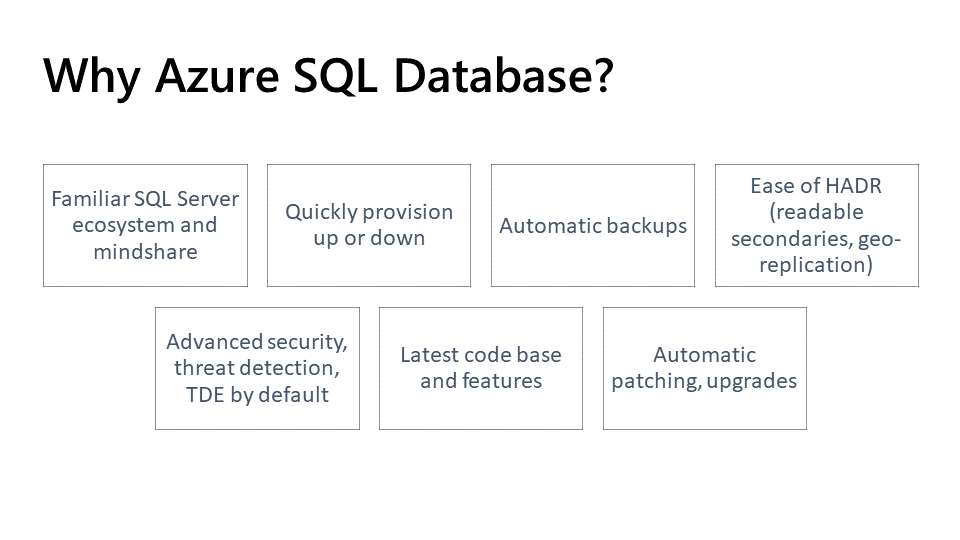 Why Azure SQL Database?
Familiar SQL Server
ecosystem and
mindshare
Quickly provision
up or down
Automatic backups
Ease of HADR
(readable
secondaries, geo-
replication)
Advanced security,
threat detection,
TDE by default
Latest code base
and features
Automatic
patching, upgrades